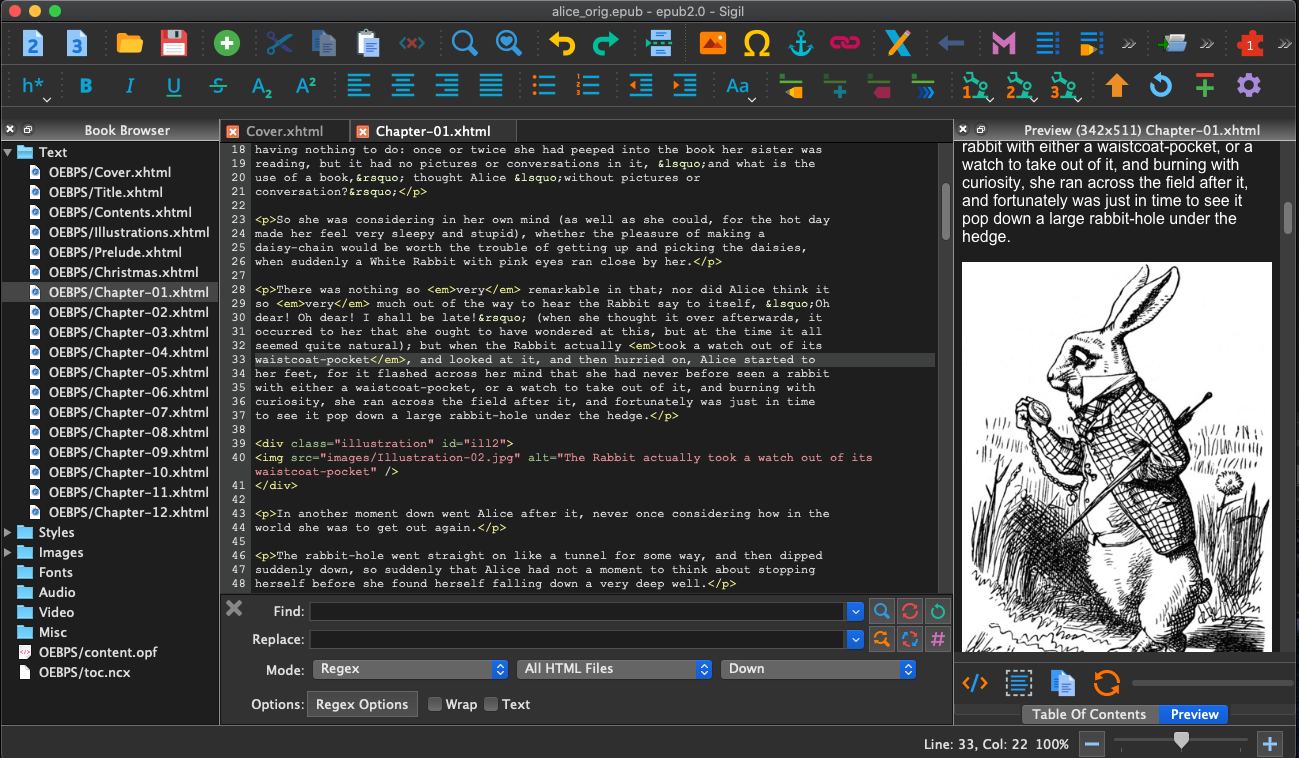 alice_orig.epub - epub2.0 - Sigil
2 3 1
h* B I U S A₂ A² Aa 1 2 3
Book Browser
Text
OEBPS/Cover.xhtml
OEBPS/Title.xhtml
OEBPS/Contents.xhtml
OEBPS/Illustrations.xhtml
OEBPS/Prelude.xhtml
OEBPS/Christmas.xhtml
OEBPS/Chapter-01.xhtml
OEBPS/Chapter-02.xhtml
OEBPS/Chapter-03.xhtml
OEBPS/Chapter-04.xhtml
OEBPS/Chapter-05.xhtml
OEBPS/Chapter-06.xhtml
OEBPS/Chapter-07.xhtml
OEBPS/Chapter-08.xhtml
OEBPS/Chapter-09.xhtml
OEBPS/Chapter-10.xhtml
OEBPS/Chapter-11.xhtml
OEBPS/Chapter-12.xhtml
Styles
Images
Fonts
Audio
Video
Misc
OEBPS/content.opf
OEBPS/toc.ncx
Cover.xhtml
Chapter-01.xhtml
18 having nothing to do: once or twice she had peeped into the book her sister was
19 reading, but it had no pictures or conversations in it, &lsquo;and what is the
20 use of a book,&rsquo; thought Alice &lsquo;without pictures or
21 conversation?&rsquo;</p>
22
23 <p>So she was considering in her own mind (as well as she could, for the hot day
24 made her feel very sleepy and stupid), whether the pleasure of making a
25 daisy-chain would be worth the trouble of getting up and picking the daisies,
26 when suddenly a White Rabbit with pink eyes ran close by her.</p>
27
28 <p>There was nothing so <em>very</em> remarkable in that; nor did Alice think it
29 so <em>very</em> much out of the way to hear the Rabbit say to itself, &lsquo;Oh
30 dear! Oh dear! I shall be late!&rsquo; (when she thought it over afterwards, it
31 occurred to her that she ought to have wondered at this, but at the time it all
32 seemed quite natural); but when the Rabbit actually <em>took a watch out of its
33 waistcoat-pocket</em>, and looked at it, and then hurried on, Alice started to
34 her feet, for it flashed across her mind that she had never before seen a rabbit
35 with either a waistcoat-pocket, or a watch to take out of it, and burning with
36 curiosity, she ran across the field after it, and fortunately was just in time
37 to see it pop down a large rabbit-hole under the hedge.</p>
38
39 <div class="illustration" id="ill2">
40 <img src="images/Illustration-02.jpg" alt="The Rabbit actually took a watch out of its
waistcoat-pocket" />
41 </div>
42
43 <p>In another moment down went Alice after it, never once considering how in the
44 world she was to get out again.</p>
45
46 <p>The rabbit-hole went straight on like a tunnel for some way, and then dipped
47 suddenly down, so suddenly that Alice had not a moment to think about stopping
48 herself before she found herself falling down a very deep well.</p>
Find:
Replace:
Mode: Regex All HTML Files Down
Options: Regex Options Wrap Text
Preview (342x511) Chapter-01.xhtml
rabbit with either a waistcoat-pocket, or a
watch to take out of it, and burning with
curiosity, she ran across the field after it,
and fortunately was just in time to see it
pop down a large rabbit-hole under the
hedge.
Table Of Contents Preview
Line: 33, Col: 22 100%